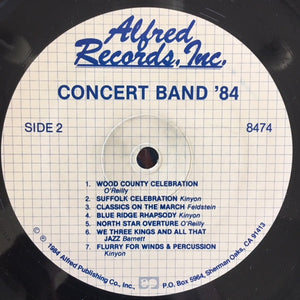 Alfred
Records, Inc.
CONCERT BAND '84
SIDE 2
8474
1. WOOD COUNTY CELEBRATION
O'Reilly
2. SUFFOLK CELEBRATION Kinyon
3. CLASSICS ON THE MARCH Feldstein
4. BLUE RIDGE RHAPSODY Kinyon
5. NORTH STAR OVERTURE O'Reilly
6. WE THREE KINGS AND ALL THAT
JAZZ Barnett
7. FLURRY FOR WINDS & PERCUSSION
Kinyon
© ℗ 1984 Alfred Publishing Co., Inc., P.O. Box 5964, Sherman Oaks, CA 91413